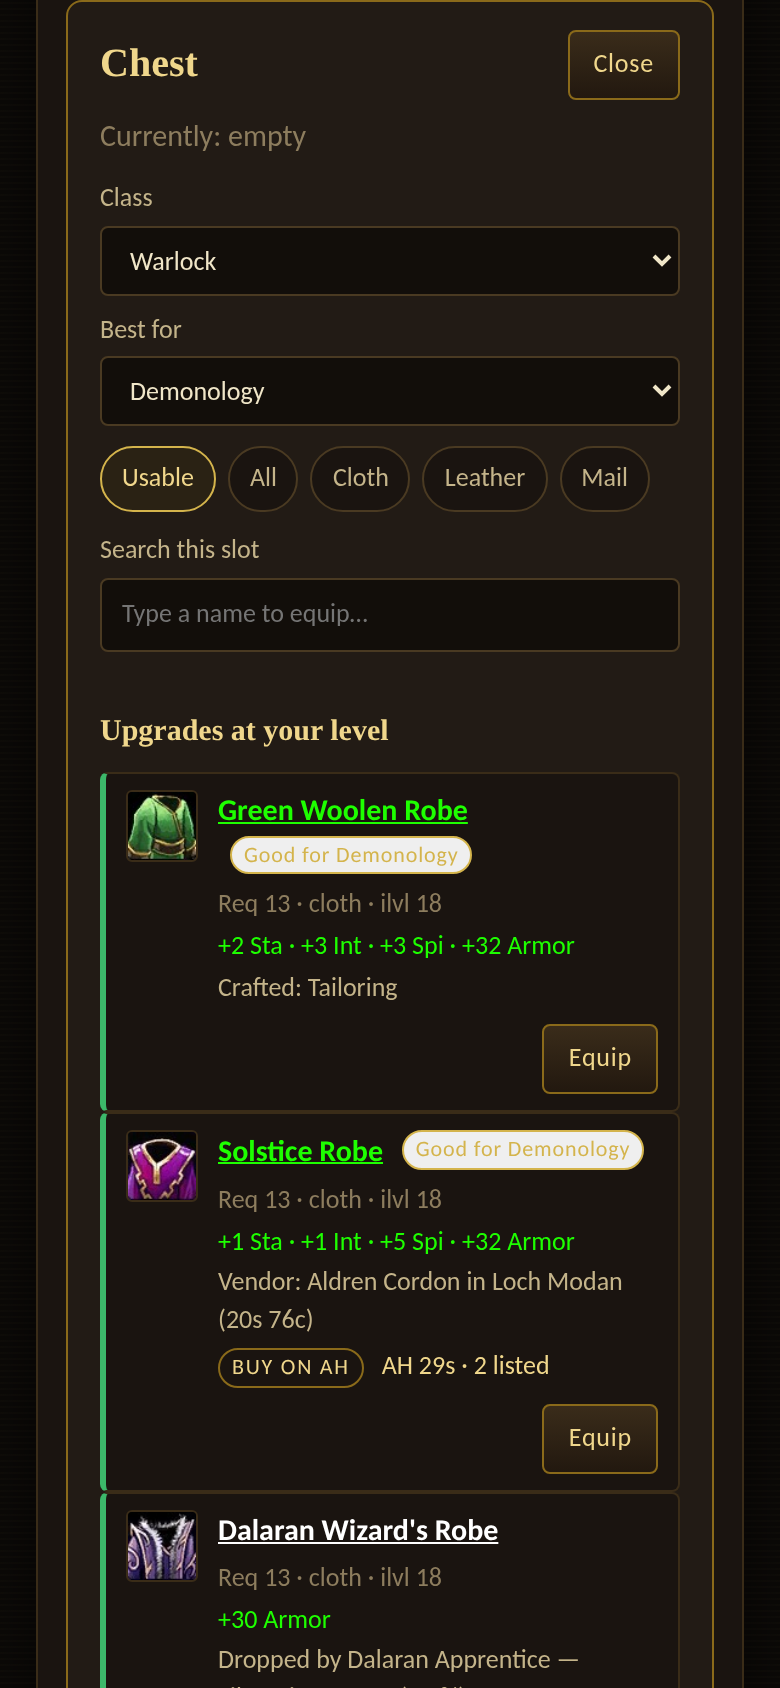 Chest
Close
Currently: empty
Class
Warlock
Best for
Demonology
Usable
All
Cloth
Leather
Mail
Search this slot
Type a name to equip...
Upgrades at your level
Green Woolen Robe
Good for Demonology
Req 13 · cloth · ilvl 18
+2 Sta · +3 Int · +3 Spi · +32 Armor
Crafted: Tailoring
Equip
Solstice Robe
Good for Demonology
Req 13 · cloth · ilvl 18
+1 Sta · +1 Int · +5 Spi · +32 Armor
Vendor: Aldren Cordon in Loch Modan
(20s 76c)
BUY ON AH
AH 29s · 2 listed
Equip
Dalaran Wizard's Robe
Req 13 · cloth · ilvl 18
+30 Armor
Dropped by Dalaran Apprentice —